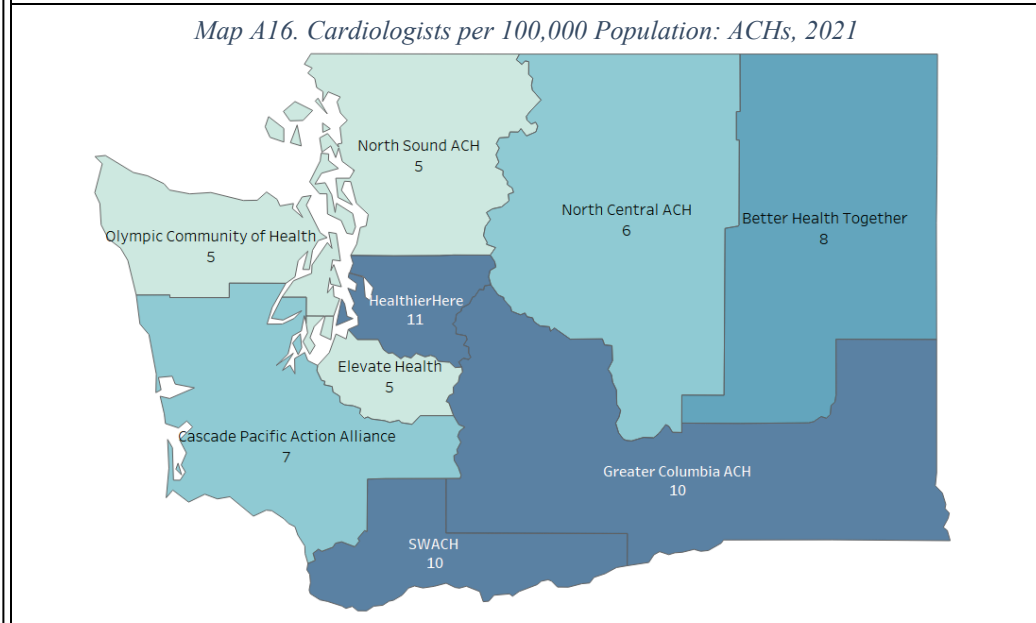 Map A16. Cardiologists per 100,000 Population: ACHs, 2021
North Sound ACH
5
North Central ACH
6
Better Health Together
8
Olympic Community of Health
5
HealthierHere
11
Elevate Health
5
Cascade Pacific Action Alliance
7
Greater Columbia ACH
10
SWACH
10